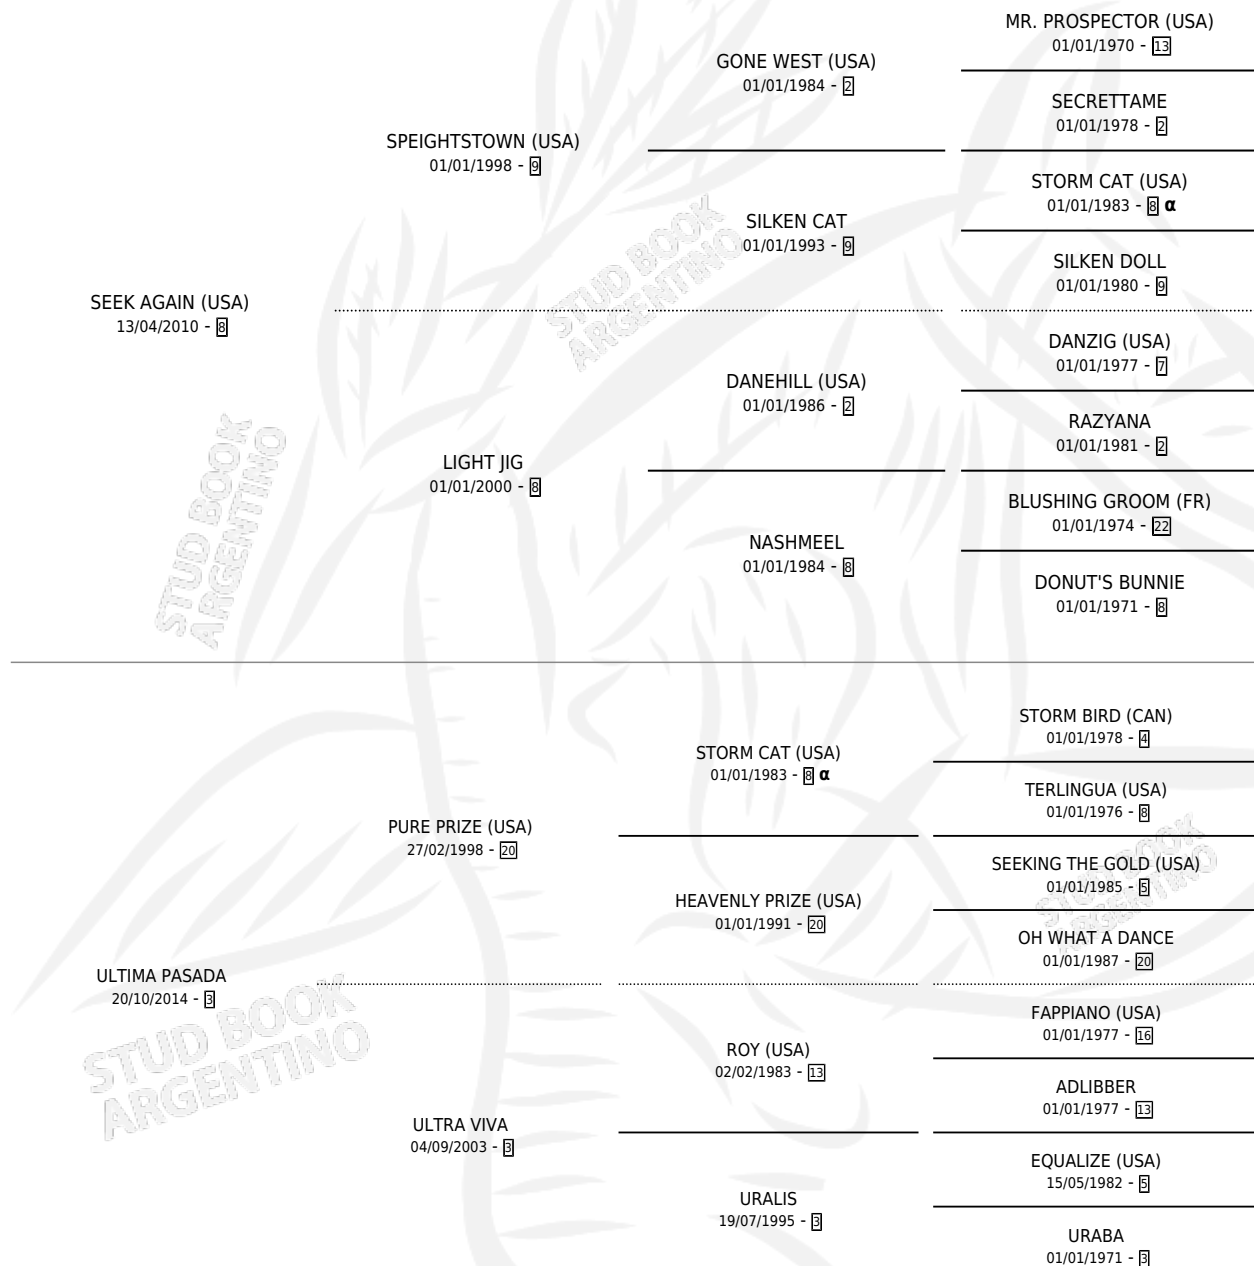 MR. PROSPECTOR (USA)
01/01/1970 - 13
GONE WEST (USA)
01/01/1984 - 2
SECRETTAME
01/01/1978 - 2
SPEIGHTSTOWN (USA)
01/01/1998 - 9
STORM CAT (USA)
01/01/1983 - 8 α
SILKEN CAT
01/01/1993 - 9
SILKEN DOLL
01/01/1980 - 9
SEEK AGAIN (USA)
13/04/2010 - 8
DANZIG (USA)
01/01/1977 - 7
DANEHILL (USA)
01/01/1986 - 2
RAZYANA
01/01/1981 - 2
LIGHT JIG
01/01/2000 - 8
BLUSHING GROOM (FR)
01/01/1974 - 22
NASHMEEL
01/01/1984 - 8
DONUT'S BUNNIE
01/01/1971 - 8
STORM BIRD (CAN)
01/01/1978 - 4
STORM CAT (USA)
01/01/1983 - 8 α
TERLINGUA (USA)
01/01/1976 - 8
PURE PRIZE (USA)
27/02/1998 - 20
SEEKING THE GOLD (USA)
01/01/1985 - 5
HEAVENLY PRIZE (USA)
01/01/1991 - 20
OH WHAT A DANCE
01/01/1987 - 20
ULTIMA PASADA
20/10/2014 - 3
FAPPIANO (USA)
01/01/1977 - 16
ROY (USA)
02/02/1983 - 13
ADLIBBER
01/01/1977 - 13
ULTRA VIVA
04/09/2003 - 3
EQUALIZE (USA)
15/05/1982 - 5
URALIS
19/07/1995 - 3
URABA
01/01/1971 - 3
STUD BOOK
ARGENTINO
STUD BOOK
ARGENTINO
STUD BOOK
ARGENTINO
STUD BOOK
ARGENTINO